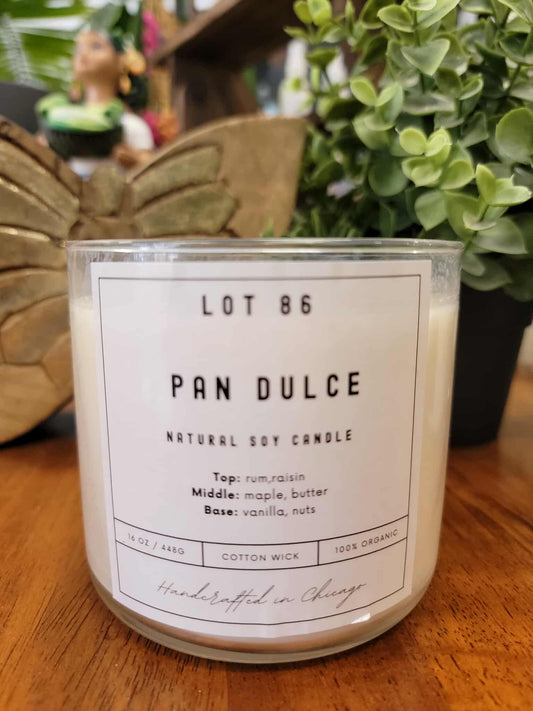 LOT 86
PAN DULCE
NATURAL SOY CANDLE
Top: rum,raisin
Middle: maple, butter
Base: vanilla, nuts
16 OZ / 448G
COTTON WICK
100% ORGANIC
Handcrafted in Chicago